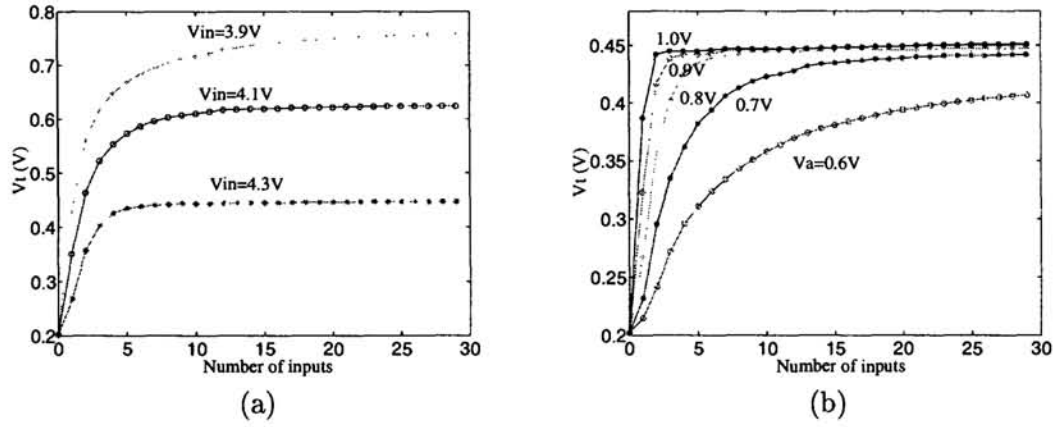 0.8
0.7
0.6
0.5
0.4
0.3
0.2
Vt (V)
Vin=3.9V
Vin=4.1V
Vin=4.3V
0 5 10 15 20 25 30
Number of inputs
(a)
0.45
0.4
0.35
0.3
0.25
0.2
Vt (V)
1.0V
0.9V
0.8V
0.7V
Va=0.6V
0 5 10 15 20 25 30
Number of inputs
(b)